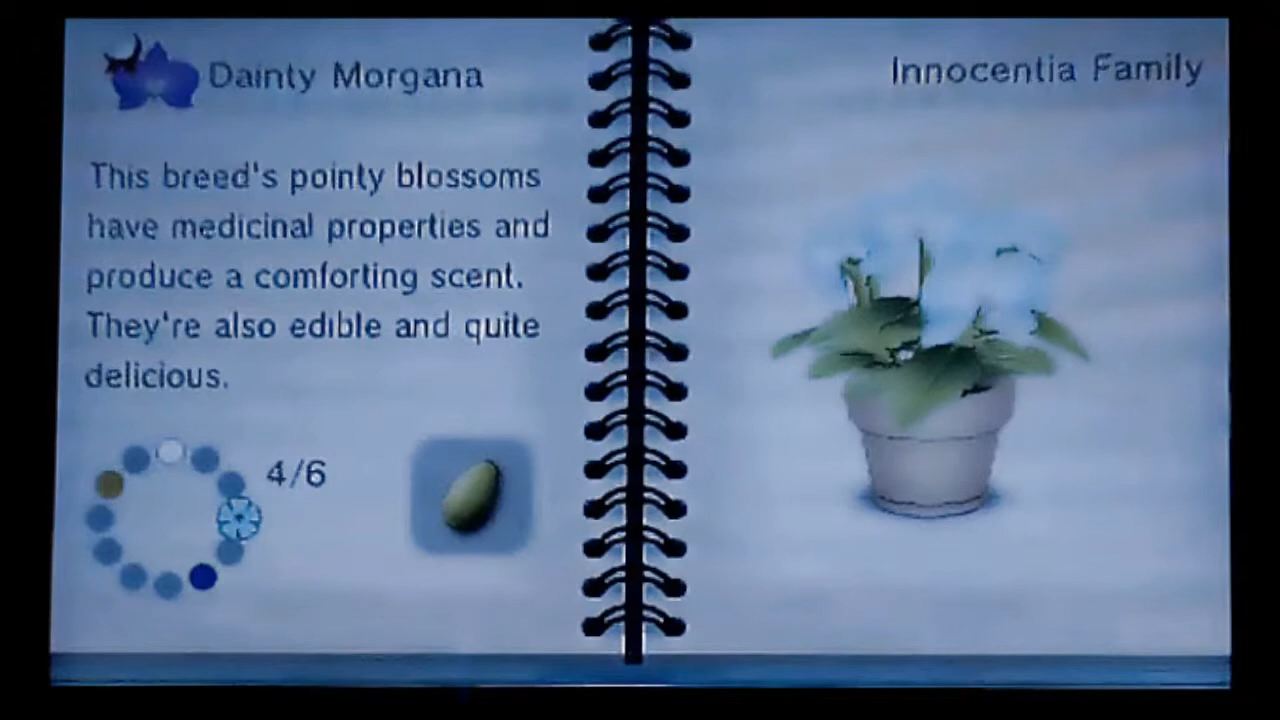 Dainty Morgana
This breed's pointy blossoms
have medicinal properties and
produce a comforting scent.
They're also edible and quite
delicious.
4/6
Innocentia Family